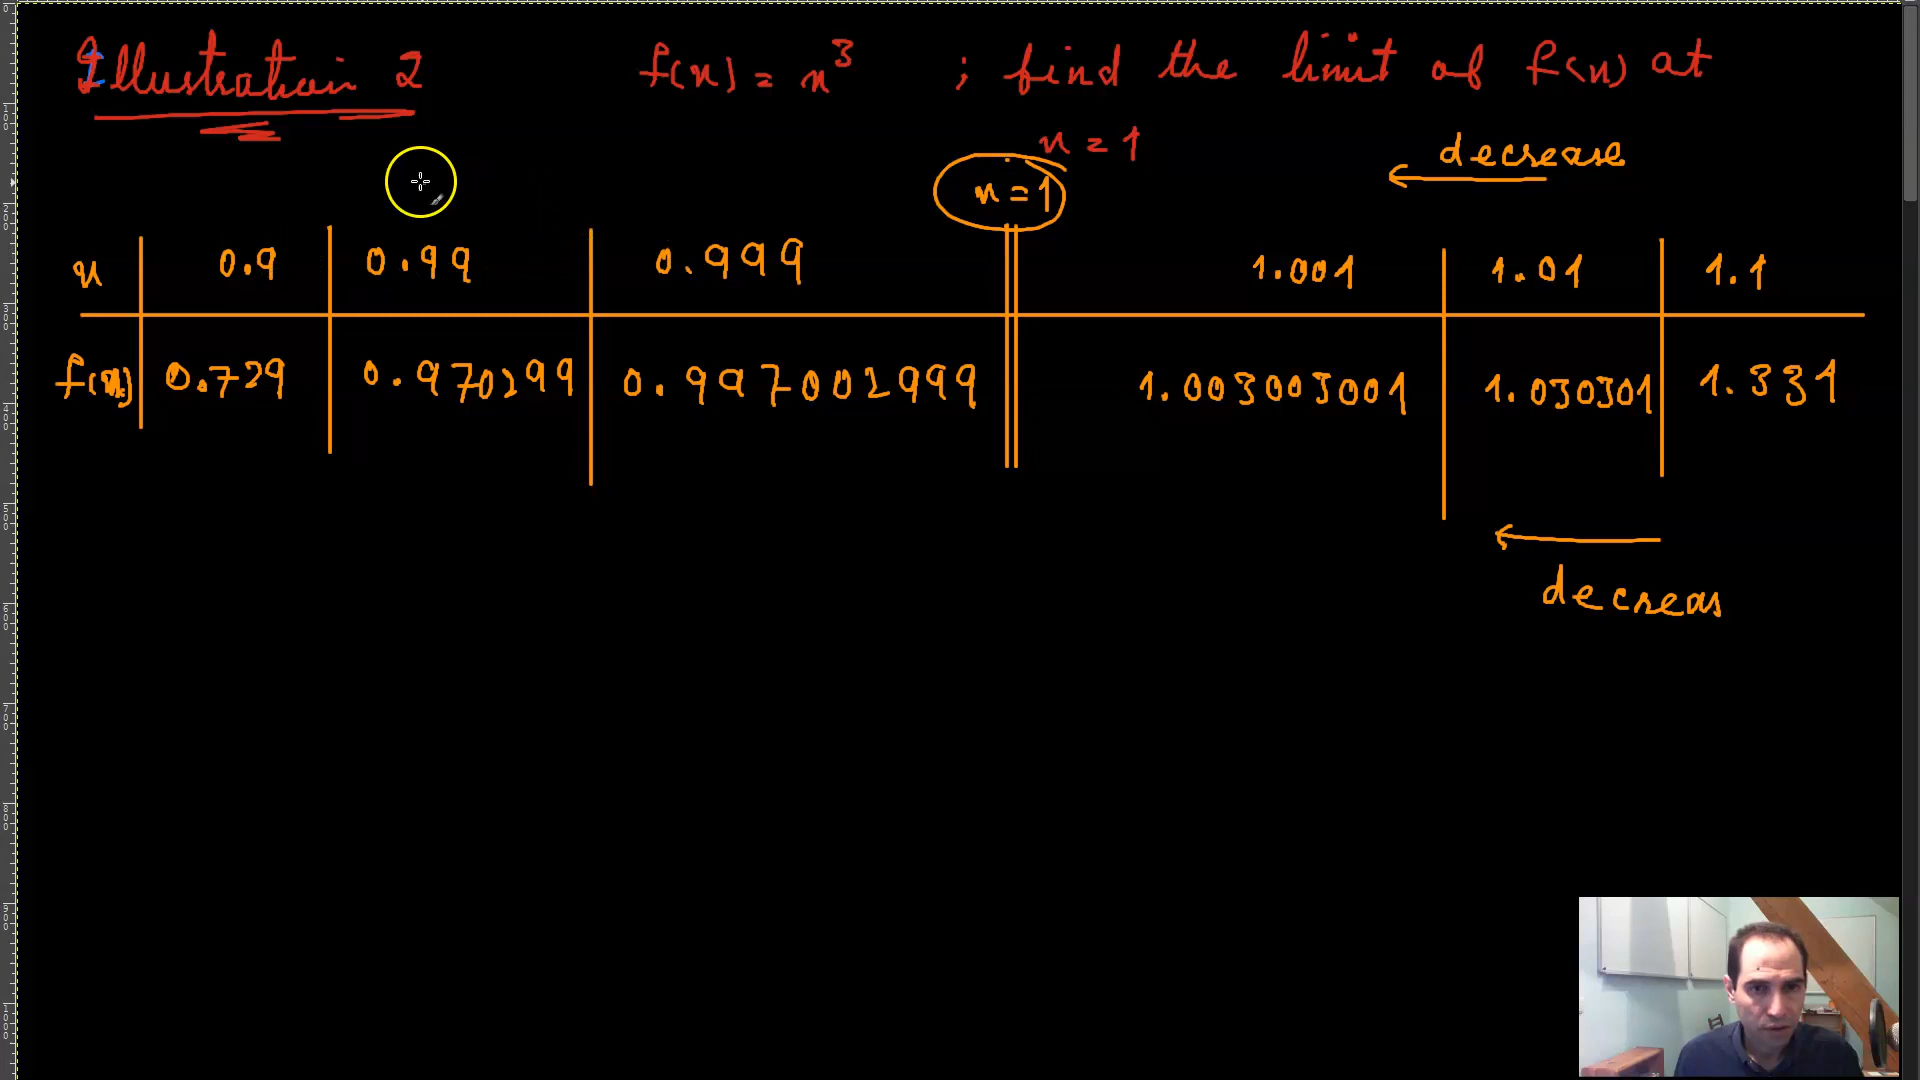 Illustration 2 f(x) = x³ ; find the limit of f(x) at
x = 1
decrease
x = 1
x 0.9 0.99 0.999 1.001 1.01 1.1
f(x) 0.729 0.970299 0.997002999 1.003003001 1.030301 1.331
decreas